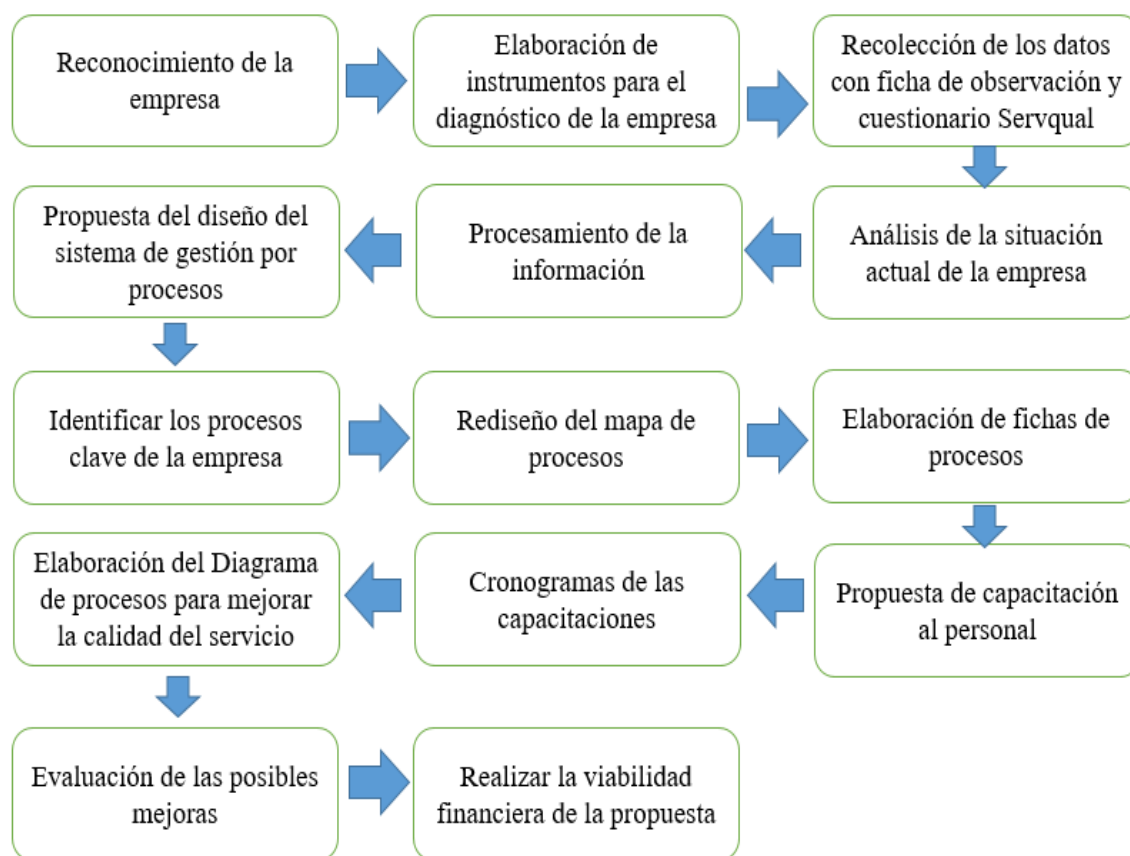 Reconocimiento de la
empresa
Elaboración de
instrumentos para el
diagnóstico de la empresa
Recolección de los datos
con ficha de observación y
cuestionario Servqual
Análisis de la situación
actual de la empresa
Procesamiento de la
información
Propuesta del diseño del
sistema de gestión por
procesos
Identificar los procesos
clave de la empresa
Rediseño del mapa de
procesos
Elaboración de fichas de
procesos
Propuesta de capacitación
al personal
Cronogramas de las
capacitaciones
Elaboración del Diagrama
de procesos para mejorar
la calidad del servicio
Evaluación de las posibles
mejoras
Realizar la viabilidad
financiera de la propuesta